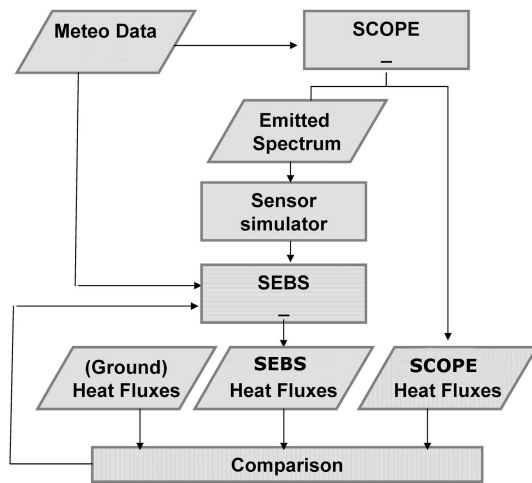 Meteo Data
SCOPE
_
Emitted
Spectrum
Sensor
simulator
SEBS
_
(Ground)
Heat Fluxes
SEBS
Heat Fluxes
SCOPE
Heat Fluxes
Comparison